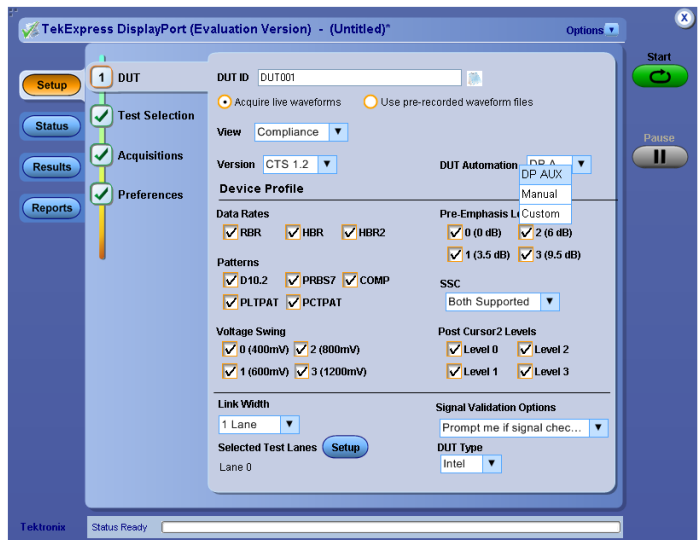 TekExpress DisplayPort (Evaluation Version) - (Untitled)*
Options
Start
Pause
Setup
Status
Results
Reports
1 DUT
Test Selection
Acquisitions
Preferences
DUT ID DUT001
Acquire live waveforms Use pre-recorded waveform files
View Compliance
Version CTS 1.2 DUT Automation
DP AUX
Manual
Custom
Device Profile
Data Rates
RBR HBR HBR2
Patterns
D10.2 PRBS7 COMP
PLTPAT PCTPAT
Voltage Swing
0 (400mV) 2 (800mV)
1 (600mV) 3 (1200mV)
Pre-Emphasis
0 (0 dB) 2 (6 dB)
1 (3.5 dB) 3 (9.5 dB)
SSC
Both Supported
Post Cursor2 Levels
Level 0 Level 2
Level 1 Level 3
Link Width
1 Lane
Selected Test Lanes Setup
Lane 0
Signal Validation Options
Prompt me if signal chec...
DUT Type
Intel
Tektronix Status Ready